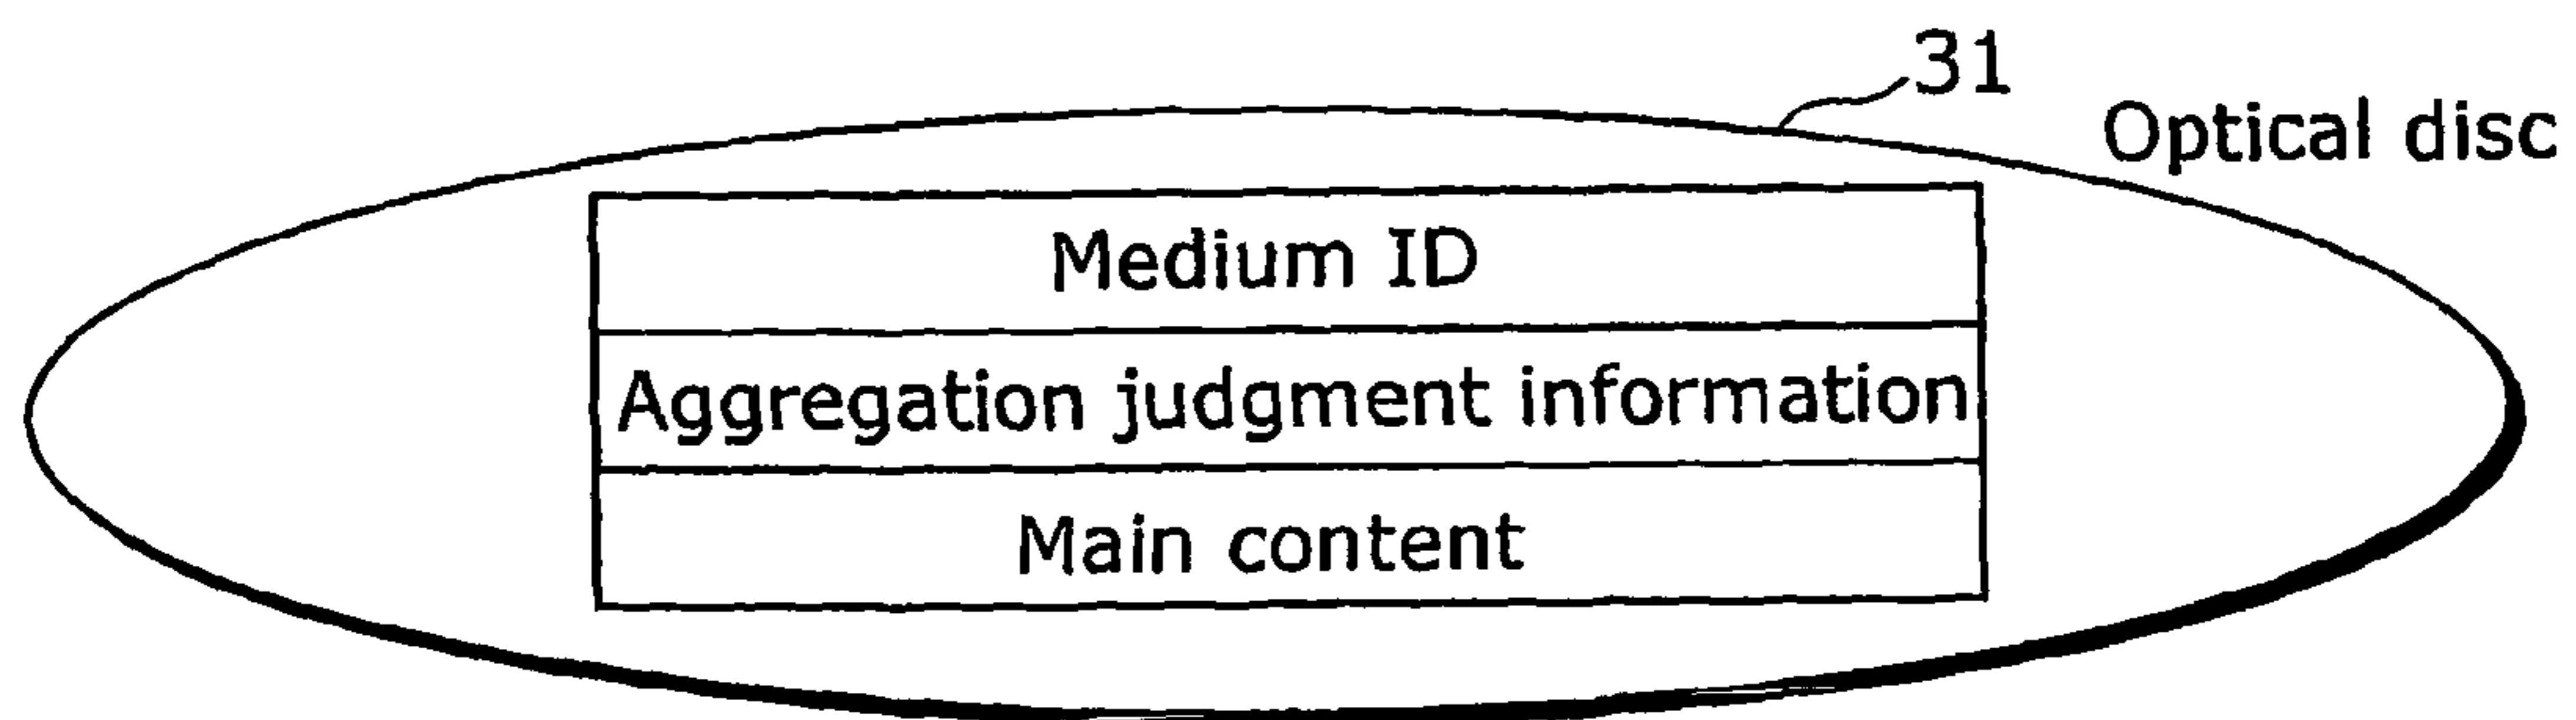 31
Optical disc
Medium ID
Aggregation judgment information
Main content